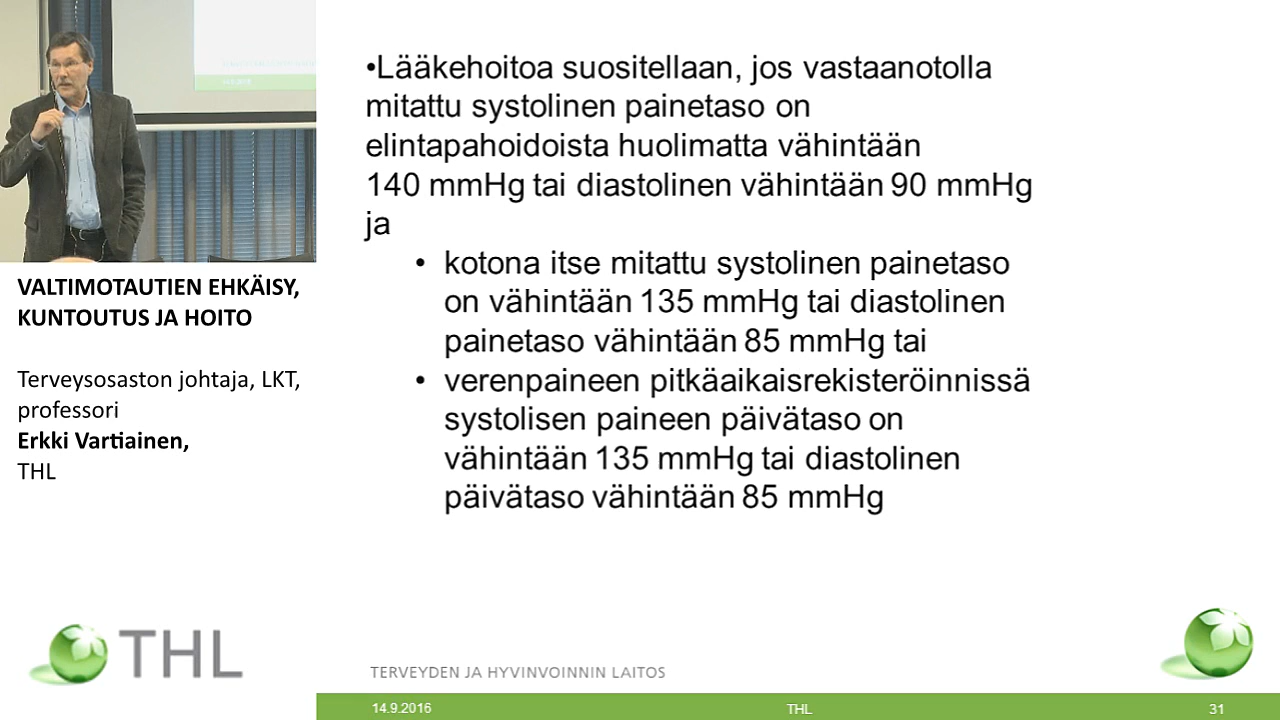 •Lääkehoitoa suositellaan, jos vastaanotolla
mitattu systolinen painetaso on
elintapahoidoista huolimatta vähintään
140 mmHg tai diastolinen vähintään 90 mmHg
ja
• kotona itse mitattu systolinen painetaso
on vähintään 135 mmHg tai diastolinen
painetaso vähintään 85 mmHg tai
• verenpaineen pitkäaikaisrekisteröinnissä
systolisen paineen päivätaso on
vähintään 135 mmHg tai diastolinen
päivätaso vähintään 85 mmHg
VALTIMOTAUTIEN EHKÄISY,
KUNTOUTUS JA HOITO
Terveysosaston johtaja, LKT,
professori
Erkki Vartiainen,
THL
THL
TERVEYDEN JA HYVINVOINNIN LAITOS
14.9.2016 THL 31